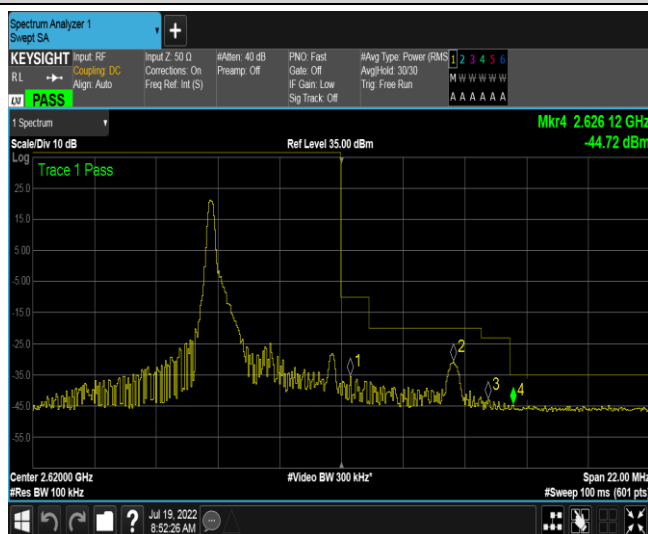 Spectrum Analyzer 1
Swept SA
+
KEYSIGHT
RL
LXI PASS
Input: RF
Coupling: DC
Align: Auto
Input Z: 50 Ω
Corrections: On
Freq Ref: Int (S)
#Atten: 40 dB
Preamp: Off
PNO: Fast
Gate: Off
IF Gain: Low
Sig Track: Off
#Avg Type: Power (RMS
Avg|Hold: 30/30
Trig: Free Run
1 2 3 4 5 6
M W W W W W
A A A A A A
1 Spectrum
Mkr4 2.626 12 GHz
Scale/Div 10 dB
Ref Level 35.00 dBm
-44.72 dBm
Log
Trace 1 Pass
25.0
15.0
5.00
-5.00
-15.0
-25.0
-35.0
-45.0
-55.0
1
2
3
4
Center 2.62000 GHz
#Video BW 300 kHz*
Span 22.00 MHz
#Res BW 100 kHz
#Sweep 100 ms (601 pts)
?
Jul 19, 2022
8:52:26 AM